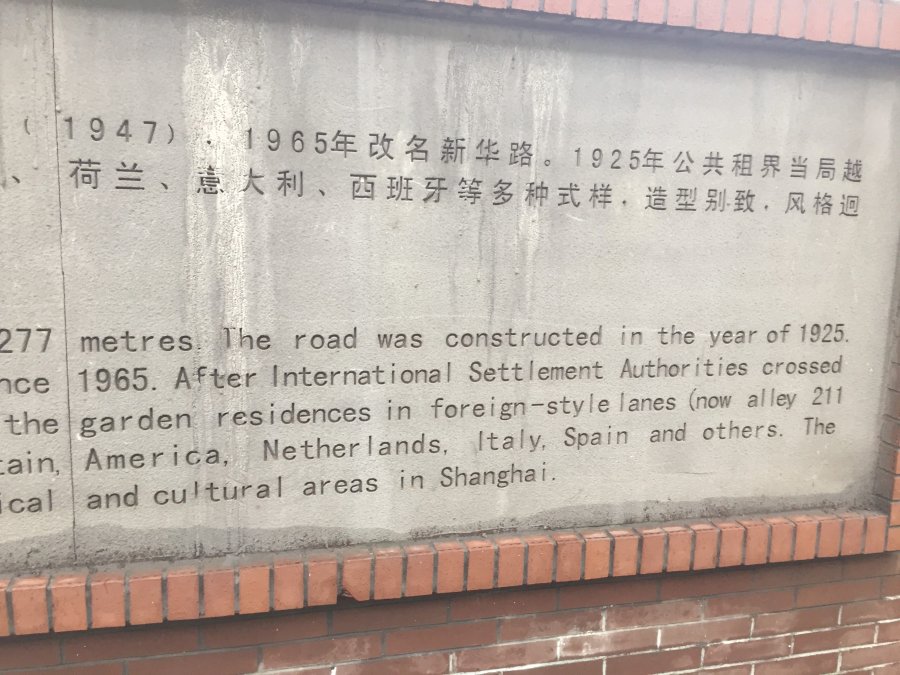 (1947)，1965年改名新华路。1925年公共租界当局越
、荷兰、意大利、西班牙等多种式样，造型别致，风格迥
277 metres. The road was constructed in the year of 1925.
nce 1965. After International Settlement Authorities crossed
the garden residences in foreign-style lanes (now alley 211
tain, America, Netherlands, Italy, Spain and others. The
ical and cultural areas in Shanghai.